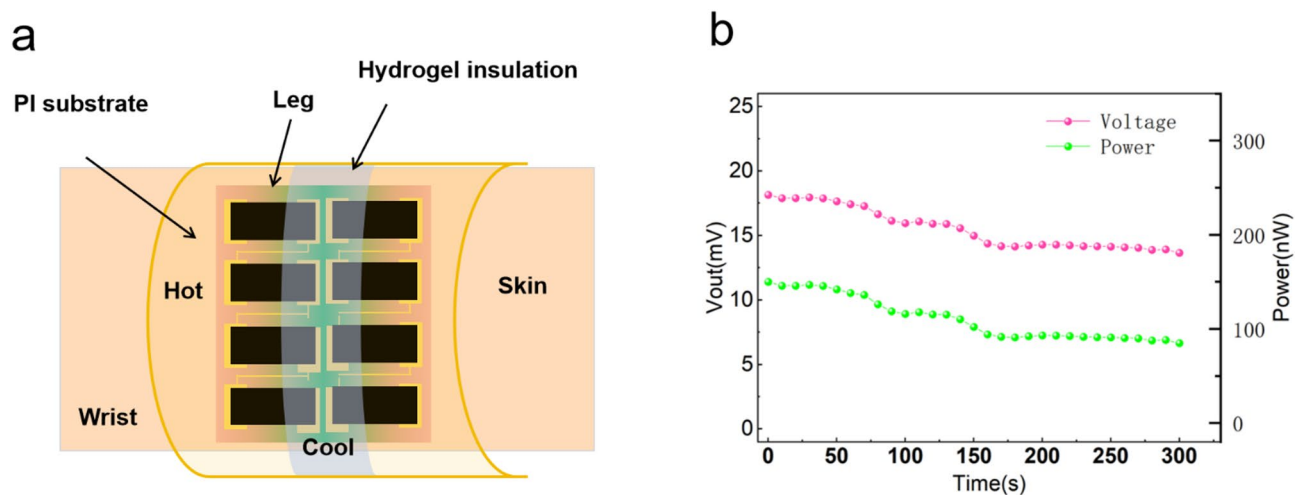 a
Hydrogel insulation
PI substrate
Leg
Hot
Skin
Wrist
Cool
b
25
20
15
10
5
0
Vout(mV)
Voltage
Power
300
200
100
0
Power(nW)
0 50 100 150 200 250 300
Time(s)